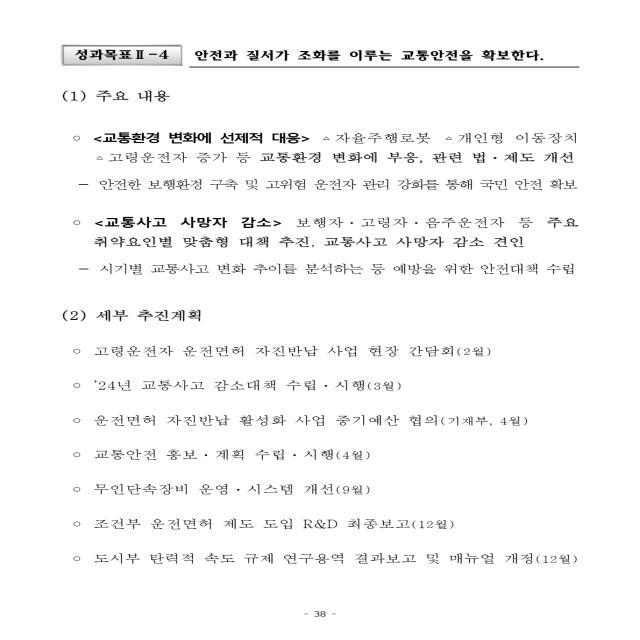 성과목표Ⅱ-4 안전과 질서가 조화를 이루는 교통안전을 확보한다.
(1) 주요 내용
○ <교통환경 변화에 선제적 대응> △자율주행로봇 △개인형 이동장치
△고령운전자 증가 등 교통환경 변화에 부응, 관련 법·제도 개선
- 안전한 보행환경 구축 및 고위험 운전자 관리 강화를 통해 국민 안전 확보
○ <교통사고 사망자 감소> 보행자·고령자·음주운전자 등 주요
취약요인별 맞춤형 대책 추진, 교통사고 사망자 감소 견인
- 시기별 교통사고 변화 추이를 분석하는 등 예방을 위한 안전대책 수립
(2) 세부 추진계획
○ 고령운전자 운전면허 자진반납 사업 현장 간담회(2월)
○ '24년 교통사고 감소대책 수립·시행(3월)
○ 운전면허 자진반납 활성화 사업 중기예산 협의(기재부, 4월)
○ 교통안전 홍보·계획 수립·시행(4월)
○ 무인단속장비 운영·시스템 개선(9월)
○ 조건부 운전면허 제도 도입 R&D 최종보고(12월)
○ 도시부 탄력적 속도 규제 연구용역 결과보고 및 매뉴얼 개정(12월)
- 38 -